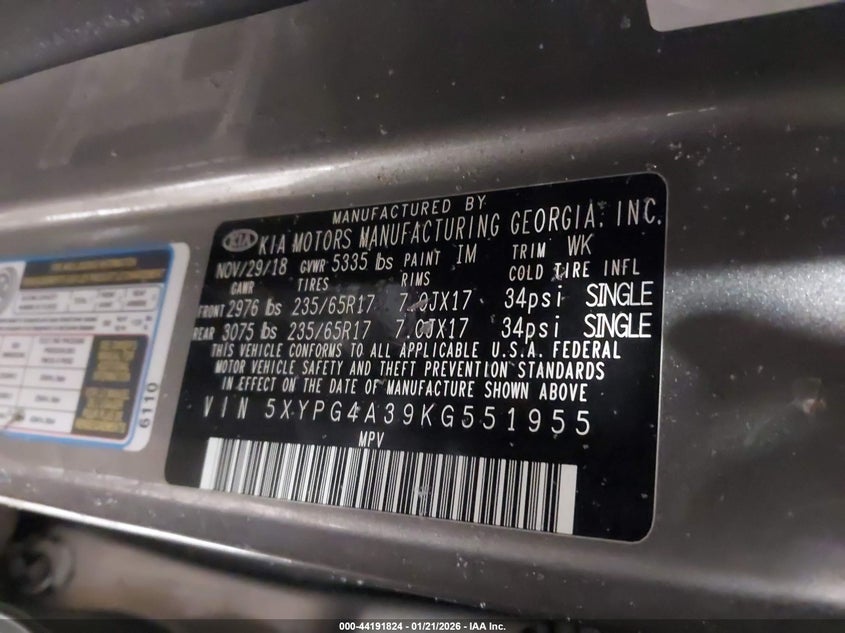 MANUFACTURED BY
KIA KIA MOTORS MANUFACTURING GEORGIA, INC.
NOV/29/18 GVWR 5335 lbs PAINT IM TRIM WK
GAWR TIRES RIMS COLD TIRE INFL
FRONT 2976 lbs 235/65R17 7.0JX17 34psi SINGLE
REAR 3075 lbs 235/65R17 7.0JX17 34psi SINGLE
THIS VEHICLE CONFORMS TO ALL APPLICABLE U.S.A. FEDERAL
MOTOR VEHICLE SAFETY AND THEFT PREVENTION STANDARDS
IN EFFECT ON THE DATE OF MANUFACTURE SHOWN ABOVE
VIN 5XYPG4A39KG551955
MPV
6110
000-44191824 - 01/21/2026 - IAA Inc.